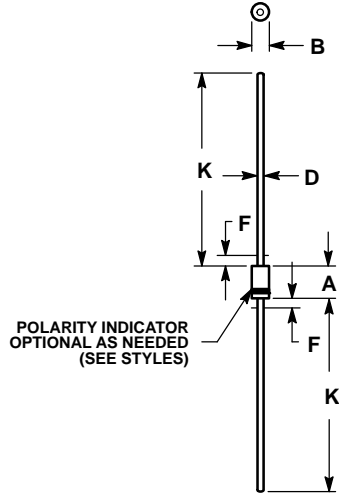 B
K
D
F
A
POLARITY INDICATOR
OPTIONAL AS NEEDED
(SEE STYLES)
F
K